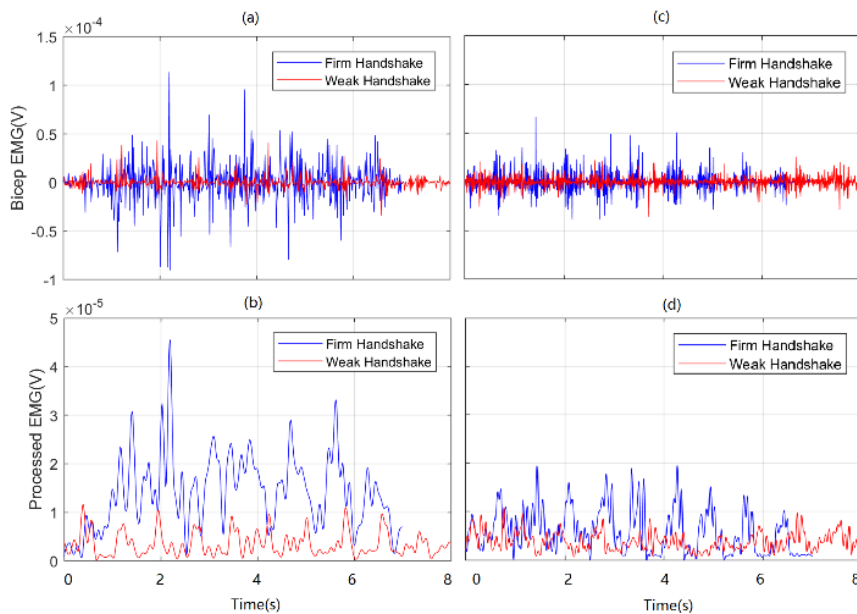 (a)
(c)
×10⁻⁴
1.5
1
0.5
0
-0.5
-1
Bicep EMG(V)
Firm Handshake
Weak Handshake
Firm Handshake
Weak Handshake
(b)
(d)
×10⁻⁵
5
4
3
2
1
0
Processed EMG(V)
Firm Handshake
Weak Handshake
Firm Handshake
Weak Handshake
0 2 4 6 8
0 2 4 6 8
Time(s)
Time(s)